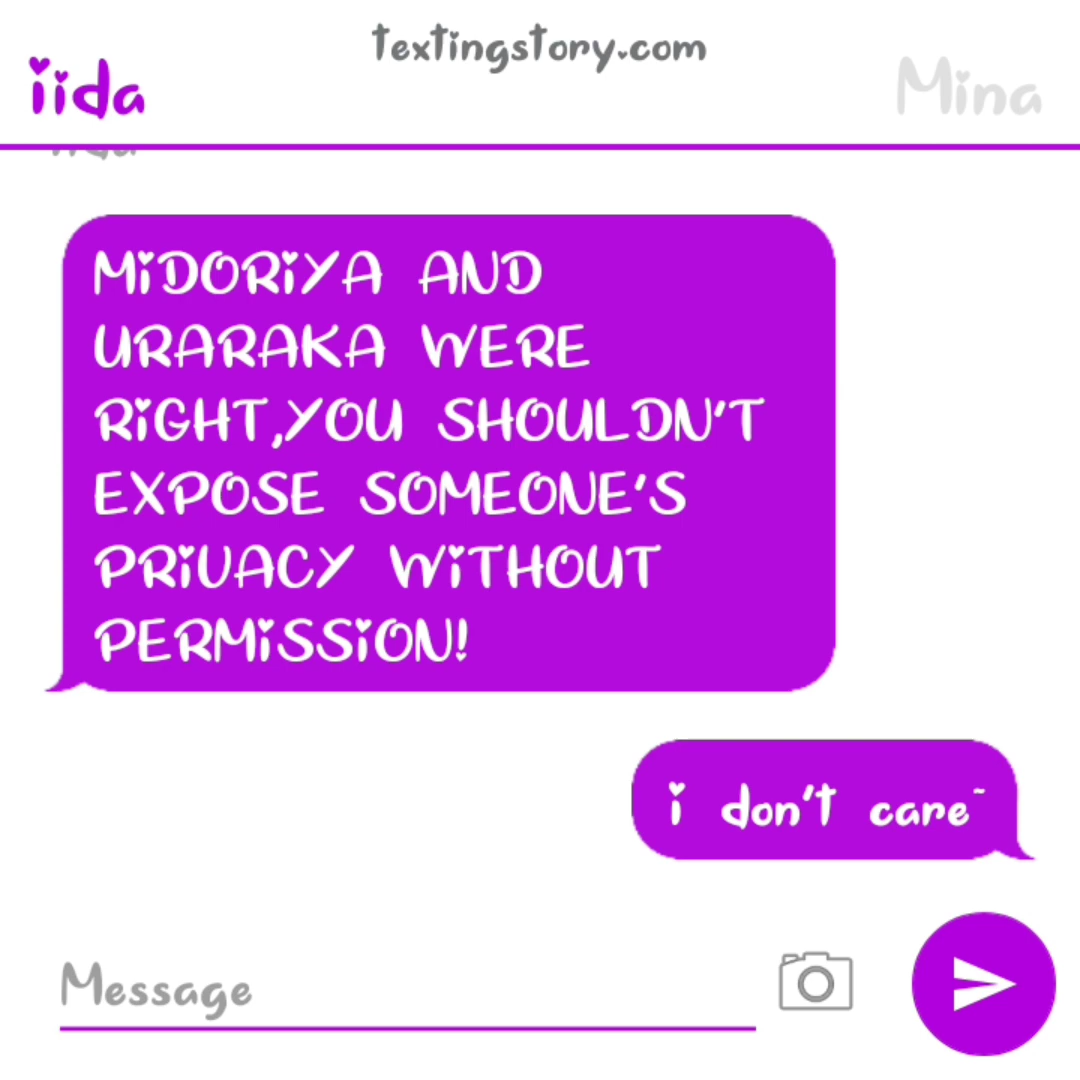 textingstory.com
iida
Mina
iida
MiDORiYA AND
URARAKA WERE
RiGHT,YOU SHOULDN'T
EXPOSE SOMEONE'S
PRiVACY WiTHOUT
PERMiSSiON!
i don't care~
Message